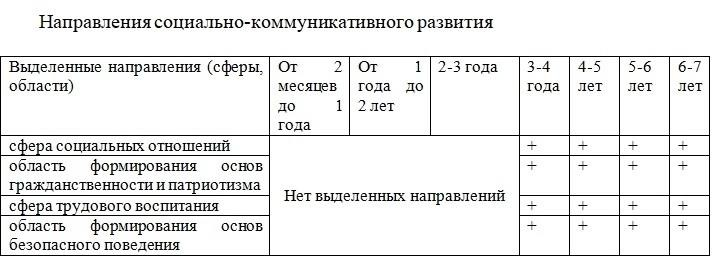 Направления социально-коммуникативного развития
Выделенные направления (сферы, области) | От 2 месяцев до 1 года | От 1 года до 2 лет | 2-3 года | 3-4 года | 4-5 лет | 5-6 лет | 6-7 лет
сфера социальных отношений | Нет выделенных направлений | + | + | + | +
область формирования основ гражданственности и патриотизма | + | + | + | +
сфера трудового воспитания | + | + | + | +
область формирования основ безопасного поведения | + | + | + | +